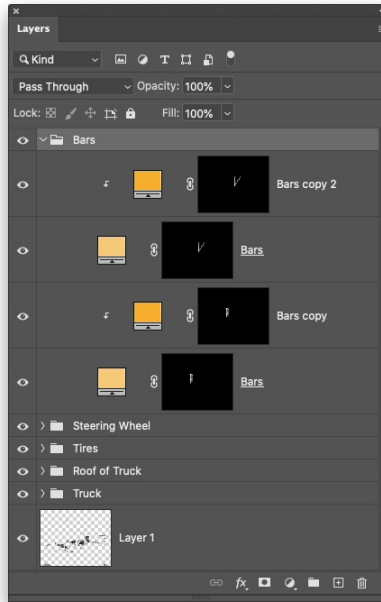 Layers
Kind
Pass Through Opacity: 100%
Lock: Fill: 100%
Bars
Bars copy 2
Bars
Bars copy
Bars
Steering Wheel
Tires
Roof of Truck
Truck
Layer 1
fx